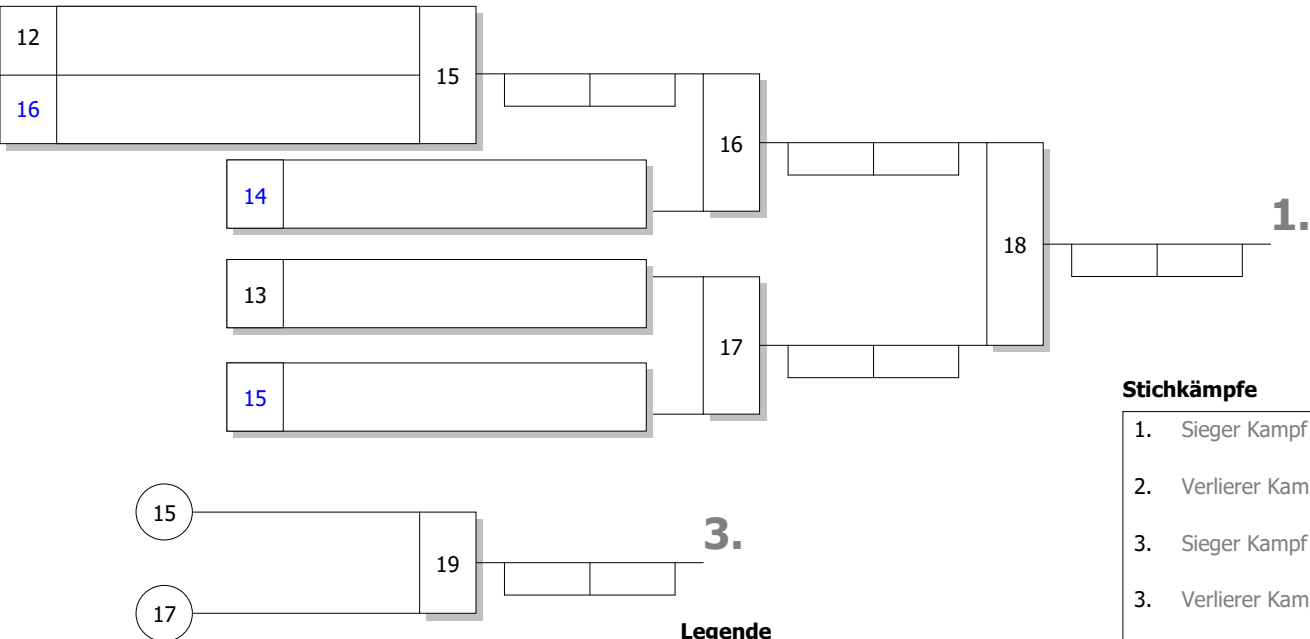 12
15
16
16
14
1.
18
13
17
15
Stichkämpfe
1. Sieger Kampf
2. Verlierer Kam
15
3.
3. Sieger Kampf
19
3. Verlierer Kam
17
Legende